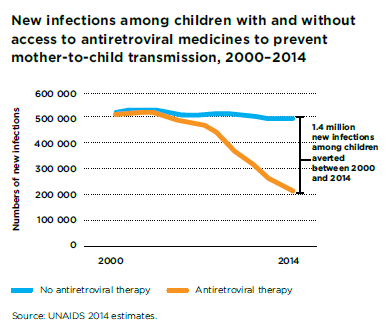 New infections among children with and without
access to antiretroviral medicines to prevent
mother-to-child transmission, 2000–2014
Numbers of new infections
600 000
500 000
400 000
300 000
200 000
100 000
0
2000
2014
1.4 million
new infections
among children
averted
between 2000
and 2014
No antiretroviral therapy
Antiretroviral therapy
Source: UNAIDS 2014 estimates.